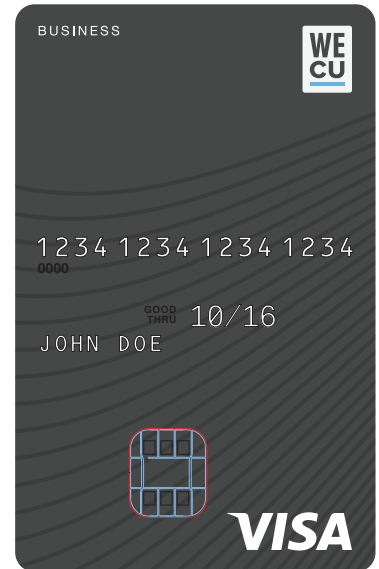 BUSINESS
WE
CU
1234 1234 1234 1234
0000
GOOD
THRU
10/16
JOHN DOE
VISA